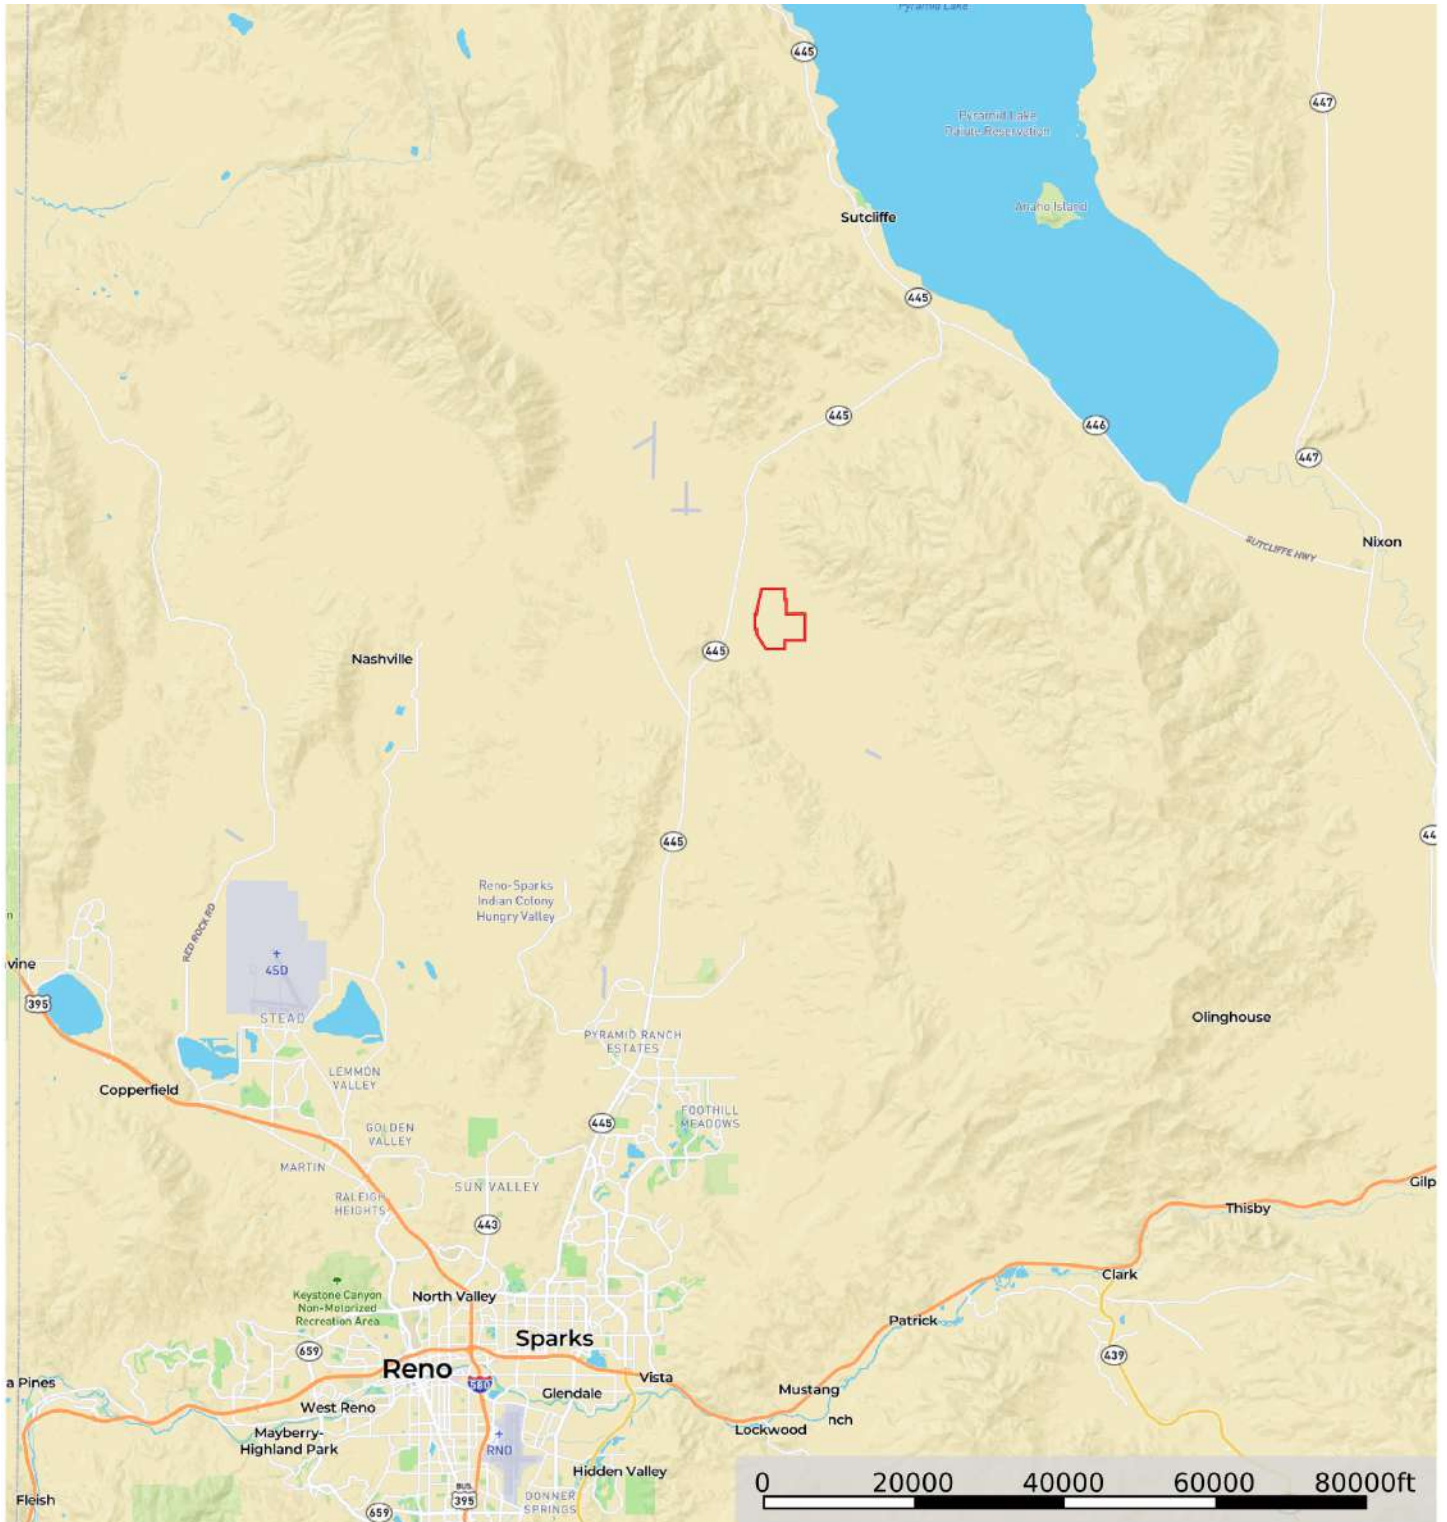 Pyramid Lake
445
447
Pyramid Lake
Paiute Reservation
Anaho Island
Sutcliffe
445
445
446
447
SUTCLIFFE HWY
Nixon
445
Nashville
445
44
Reno-Sparks
Indian Colony
Hungry Valley
RED ROCK RD
n
vine
4SD
395
STEAD
Olinghouse
PYRAMID RANCH
ESTATES
LEMMON
VALLEY
Copperfield
445
FOOTHILL
MEADOWS
GOLDEN
VALLEY
MARTIN
SUN VALLEY
RALEIGH
HEIGHTS
Gilp
Thisby
443
Clark
Keystone Canyon
Non-Motorized
Recreation Area
North Valley
Patrick
Sparks
659
439
Reno
a Pines
580
Vista
Glendale
Mustang
West Reno
nch
Lockwood
Mayberry-
Highland Park
RNO
Hidden Valley
BUS
395
DONNER
SPRINGS
Fleish
659
0 20000 40000 60000 80000ft